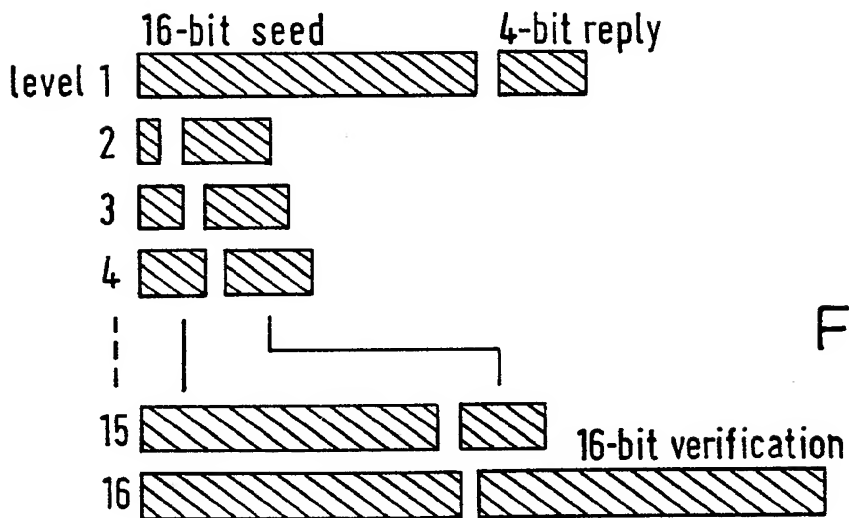 16-bit seed 4-bit reply
level 1
2
3
4
F
15
16-bit verification
16